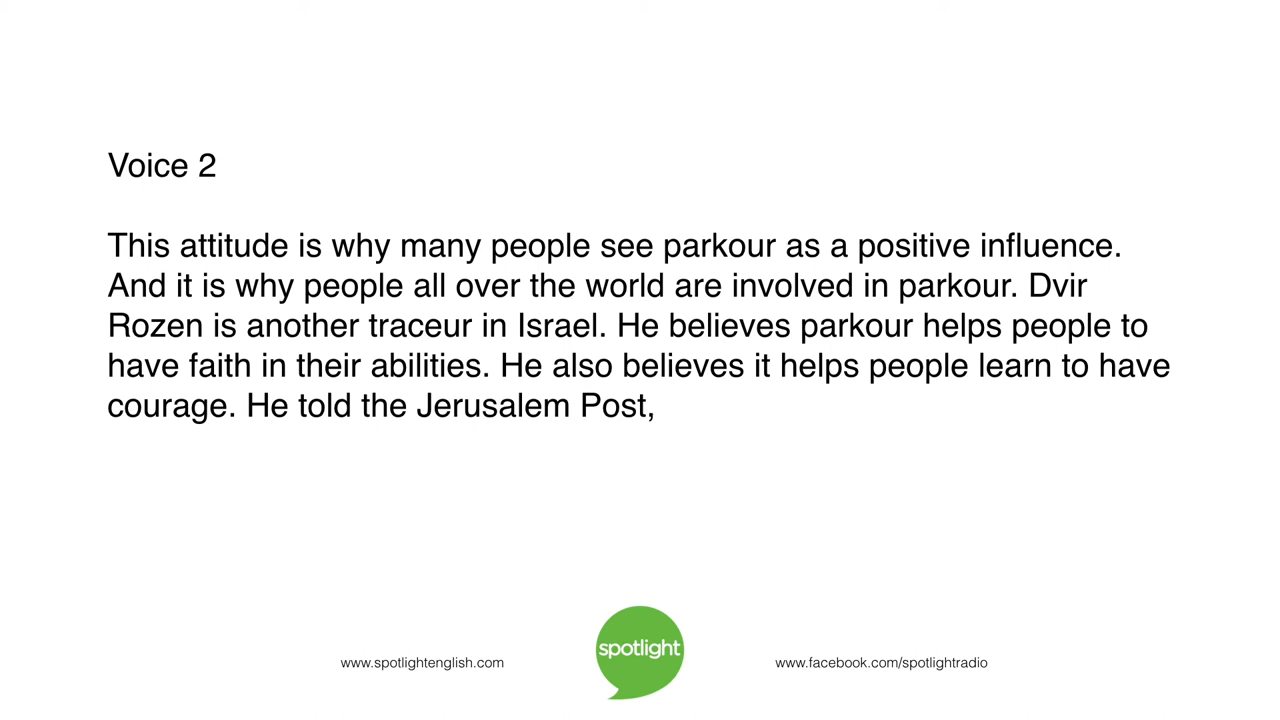 Voice 2
This attitude is why many people see parkour as a positive influence.
And it is why people all over the world are involved in parkour. Dvir
Rozen is another traceur in Israel. He believes parkour helps people to
have faith in their abilities. He also believes it helps people learn to have
courage. He told the Jerusalem Post,
spotlight
www.spotlightenglish.com
www.facebook.com/spotlightradio